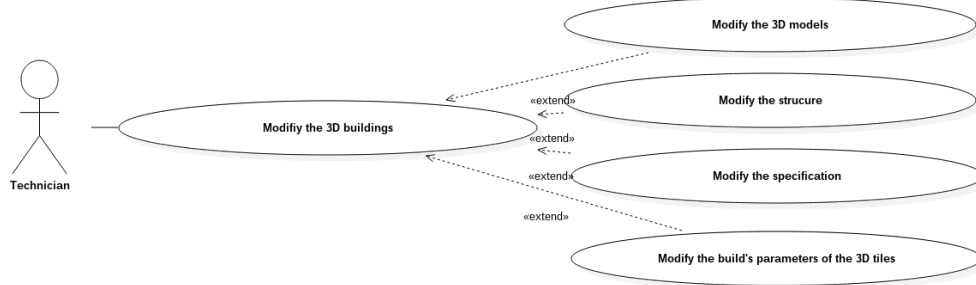 Modify the 3D models
«extend»
Modify the strucure
Modifiy the 3D buildings
«extend»
«extend»
Modify the specification
Technician
«extend»
Modify the build's parameters of the 3D tiles